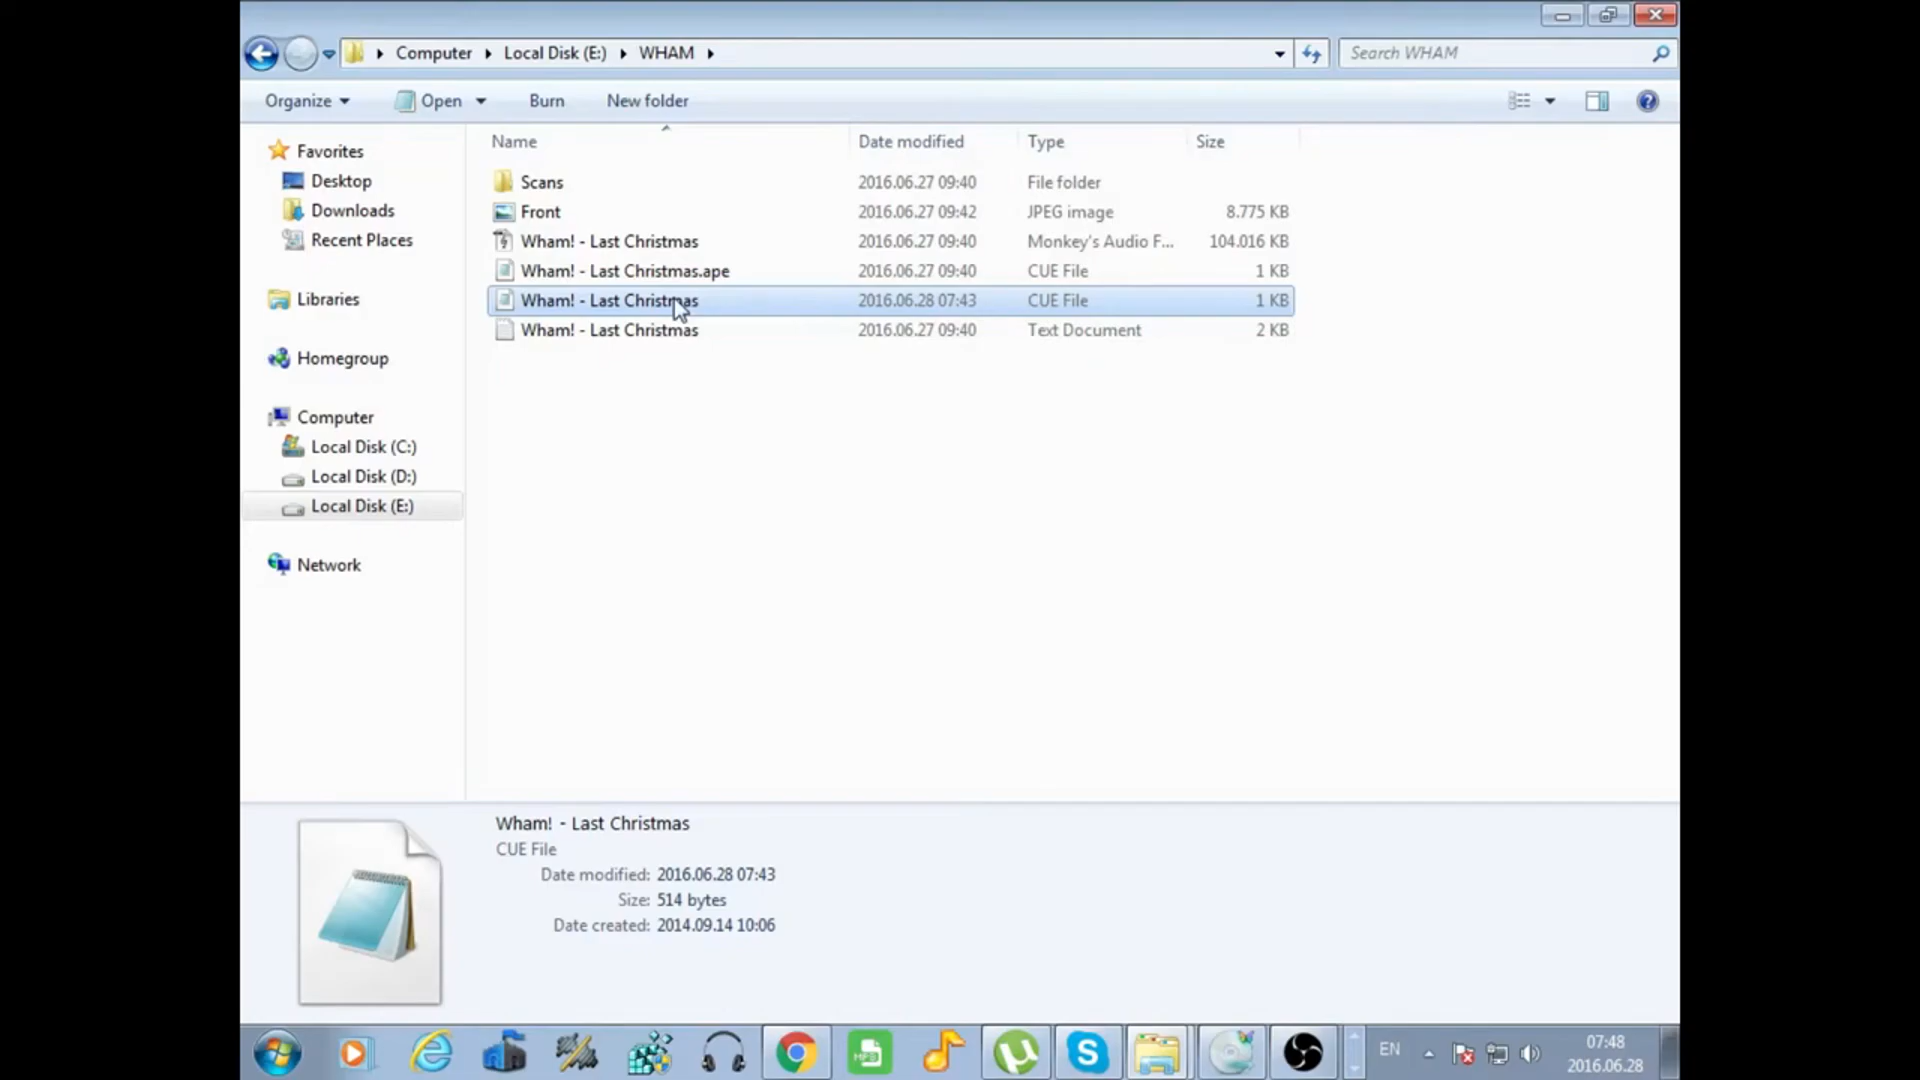 Computer Local Disk (E:) WHAM
Search WHAM
Organize Open Burn New folder
Name Date modified Type Size
Favorites
Desktop
Downloads
Recent Places
Libraries
Homegroup
Computer
Local Disk (C:)
Local Disk (D:)
Local Disk (E:)
Network
Scans 2016.06.27 09:40 File folder
Front 2016.06.27 09:42 JPEG image 8.775 KB
Wham! - Last Christmas 2016.06.27 09:40 Monkey's Audio F... 104.016 KB
Wham! - Last Christmas.ape 2016.06.27 09:40 CUE File 1 KB
Wham! - Last Christmas 2016.06.28 07:43 CUE File 1 KB
Wham! - Last Christmas 2016.06.27 09:40 Text Document 2 KB
Wham! - Last Christmas
CUE File
Date modified: 2016.06.28 07:43
Size: 514 bytes
Date created: 2014.09.14 10:06
EN
07:48
2016.06.28